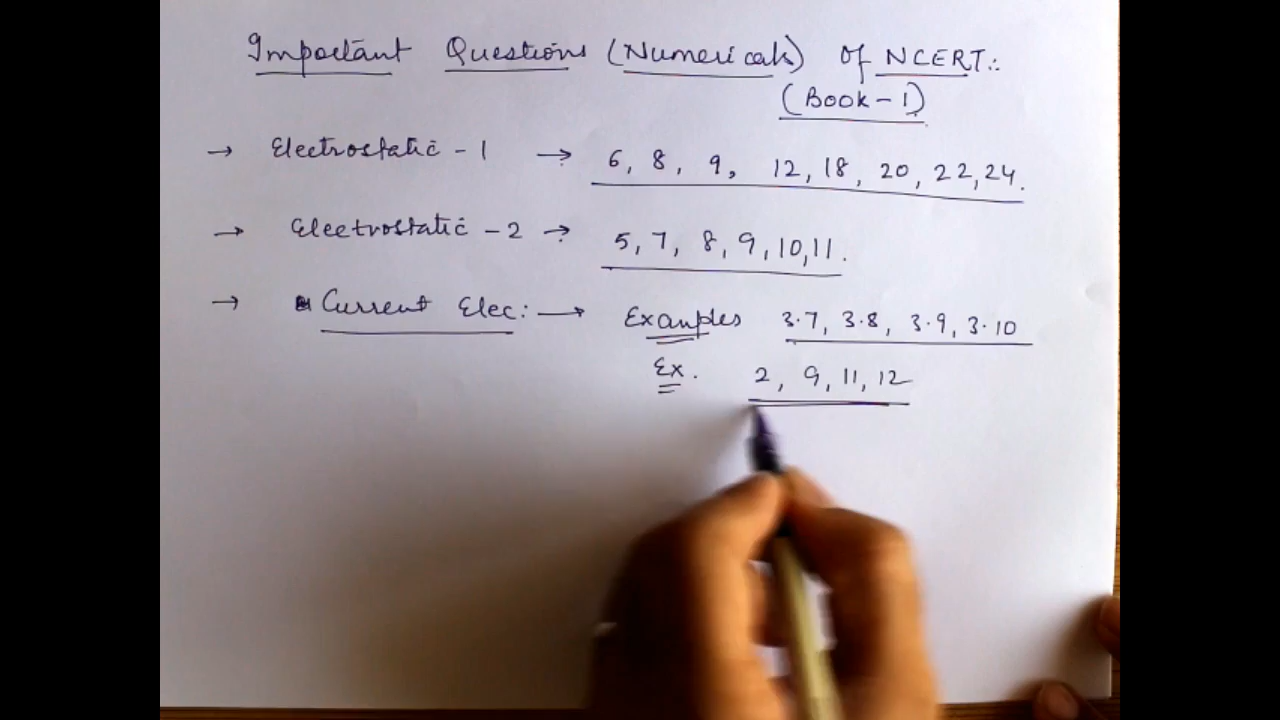 Important Questions (Numericals) Of NCERT:.
(Book-1)
→ Electrostatic - 1 → 6, 8, 9, 12, 18, 20, 22, 24.
→ Electrostatic - 2 → 5, 7, 8, 9, 10, 11.
→ Current Elec: → Examples 3.7, 3.8, 3.9, 3.10
Ex. 2, 9, 11, 12